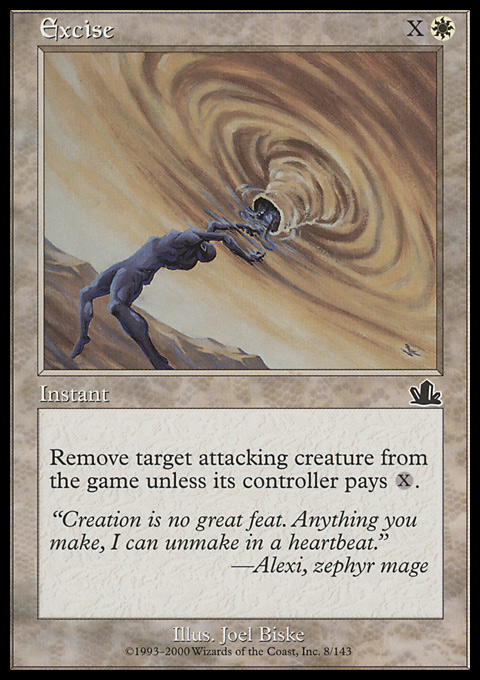 Excise X
Instant
Remove target attacking creature from
the game unless its controller pays X.
“Creation is no great feat. Anything you
make, I can unmake in a heartbeat.”
—Alexi, zephyr mage
Illus. Joel Biske
©1993–2000 Wizards of the Coast, Inc. 8/143